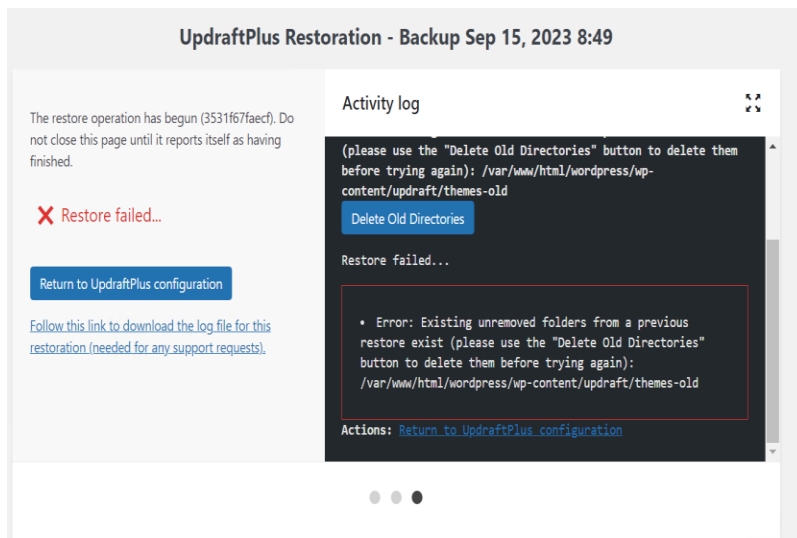 UpdraftPlus Restoration - Backup Sep 15, 2023 8:49
The restore operation has begun (3531f67faecf). Do
not close this page until it reports itself as having
finished.
Restore failed...
Return to UpdraftPlus configuration
Follow this link to download the log file for this
restoration (needed for any support requests).
Activity log
(please use the "Delete Old Directories" button to delete them
before trying again): /var/www/html/wordpress/wp-
content/updraft/themes-old
Delete Old Directories
Restore failed...
• Error: Existing unremoved folders from a previous
restore exist (please use the "Delete Old Directories"
button to delete them before trying again):
/var/www/html/wordpress/wp-content/updraft/themes-old
Actions: Return to UpdraftPlus configuration